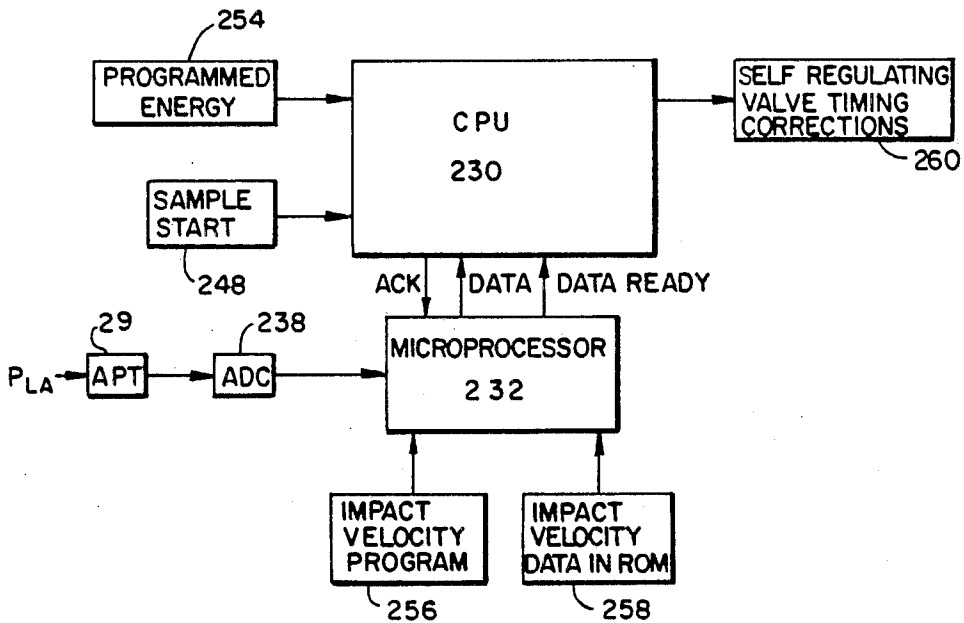 254
PROGRAMMED
ENERGY
CPU
230
SELF REGULATING
VALVE TIMING
CORRECTIONS
260
SAMPLE
START
248
ACK
DATA
DATA READY
29
238
PLA
APT
ADC
MICROPROCESSOR
232
IMPACT
VELOCITY
PROGRAM
256
IMPACT
VELOCITY
DATA IN ROM
258